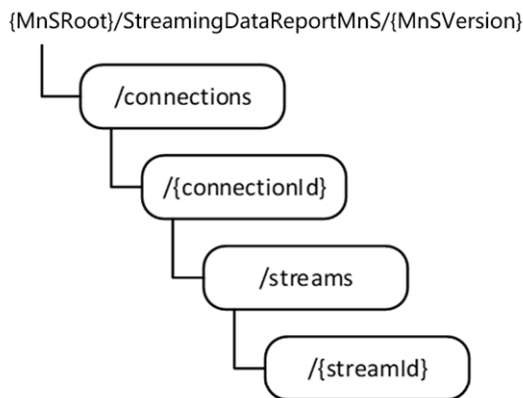 {MnSRoot}/StreamingDataReportMnS/{MnSVersion}
/connections
/{connectionId}
/streams
/{streamId}